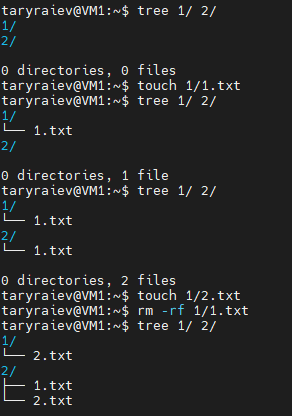 taryraiev@VM1:~$ tree 1/ 2/
1/
2/

0 directories, 0 files
taryraiev@VM1:~$ touch 1/1.txt
taryraiev@VM1:~$ tree 1/ 2/
1/
└── 1.txt
2/

0 directories, 1 file
taryraiev@VM1:~$ tree 1/ 2/
1/
└── 1.txt
2/
└── 1.txt

0 directories, 2 files
taryraiev@VM1:~$ touch 1/2.txt
taryraiev@VM1:~$ rm -rf 1/1.txt
taryraiev@VM1:~$ tree 1/ 2/
1/
└── 2.txt
2/
├── 1.txt
└── 2.txt